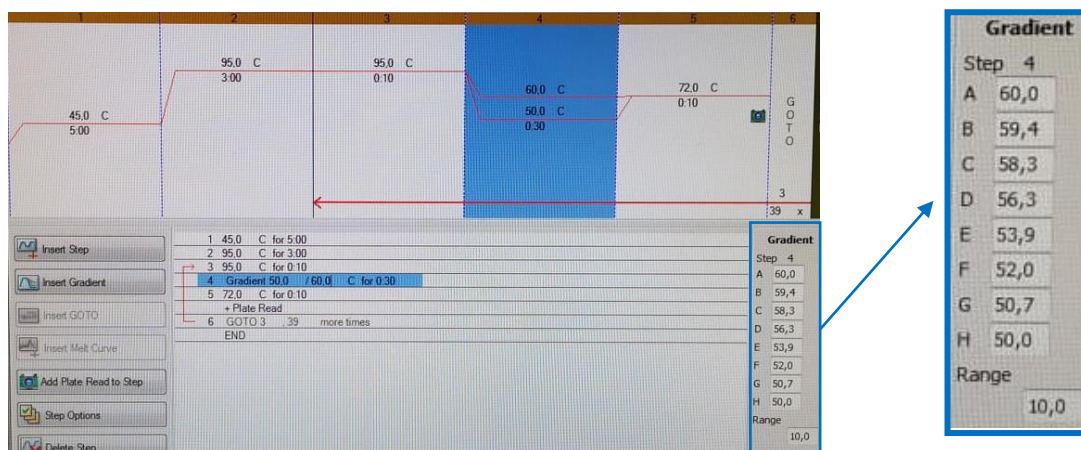 1 2 3 4 5 6
95,0 C
3:00
95,0 C
0:10
60,0 C
50,0 C
0:30
72,0 C
0:10
45,0 C
5:00
G
O
T
O
3
39 x
Insert Step
Insert Gradient
Insert GOTO
Insert Melt Curve
Add Plate Read to Step
Step Options
Delete Step
1 45,0 C for 5:00
2 95,0 C for 3:00
3 95,0 C for 0:10
4 Gradient 50,0 / 60,0 C for 0:30
5 72,0 C for 0:10
+ Plate Read
6 GOTO 3 , 39 more times
END
Gradient
Step 4
A 60,0
B 59,4
C 58,3
D 56,3
E 53,9
F 52,0
G 50,7
H 50,0
Range
10,0
Gradient
Step 4
A 60,0
B 59,4
C 58,3
D 56,3
E 53,9
F 52,0
G 50,7
H 50,0
Range
10,0